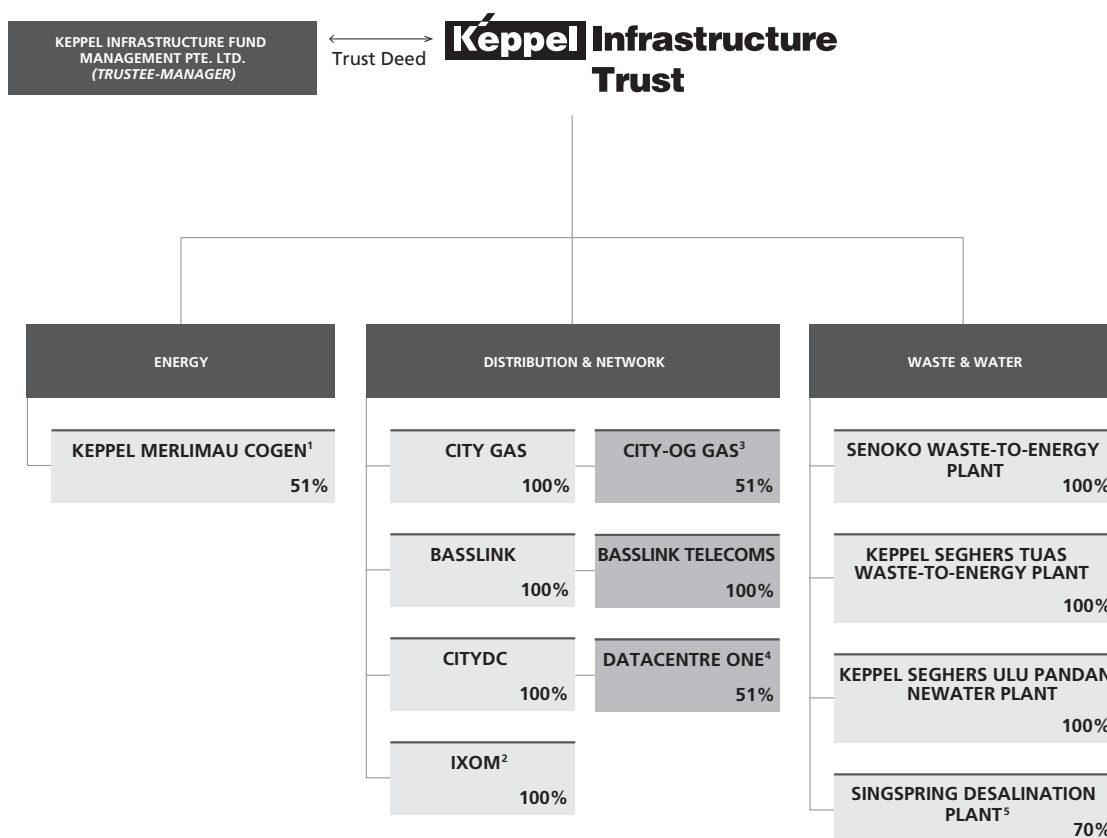 KEPPEL INFRASTRUCTURE FUND
MANAGEMENT PTE. LTD.
(TRUSTEE-MANAGER)
Trust Deed
Képpel Infrastructure
Trust
ENERGY
KEPPEL MERLIMAU COGEN¹
51%
DISTRIBUTION & NETWORK
CITY GAS
100%
CITY-OG GAS³
51%
BASSLINK
100%
BASSLINK TELECOMS
100%
CITYDC
100%
DATACENTRE ONE⁴
51%
IXOM²
100%
WASTE & WATER
SENOKO WASTE-TO-ENERGY
PLANT
100%
KEPPEL SEGHERS TUAS
WASTE-TO-ENERGY PLANT
100%
KEPPEL SEGHERS ULU PANDAN
NEWATER PLANT
100%
SINGSPRING DESALINATION
PLANT⁵
70%